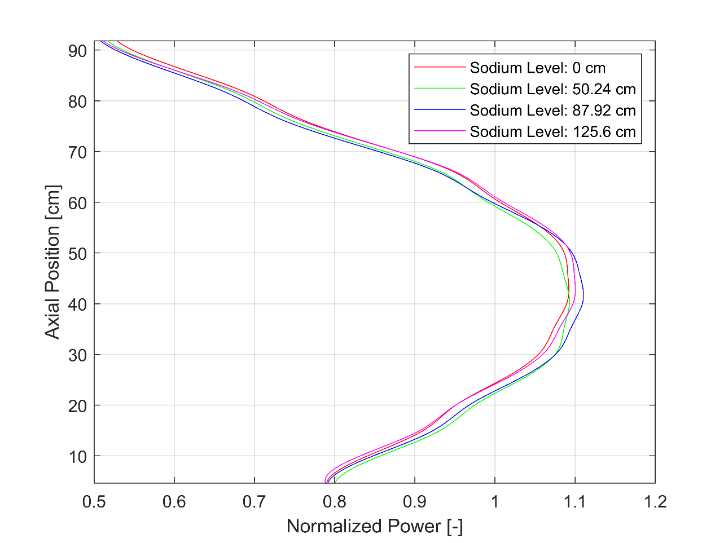 90
80
70
60
50
40
30
20
10
Axial Position [cm]
Sodium Level: 0 cm
Sodium Level: 50.24 cm
Sodium Level: 87.92 cm
Sodium Level: 125.6 cm
0.5 0.6 0.7 0.8 0.9 1 1.1 1.2
Normalized Power [-]